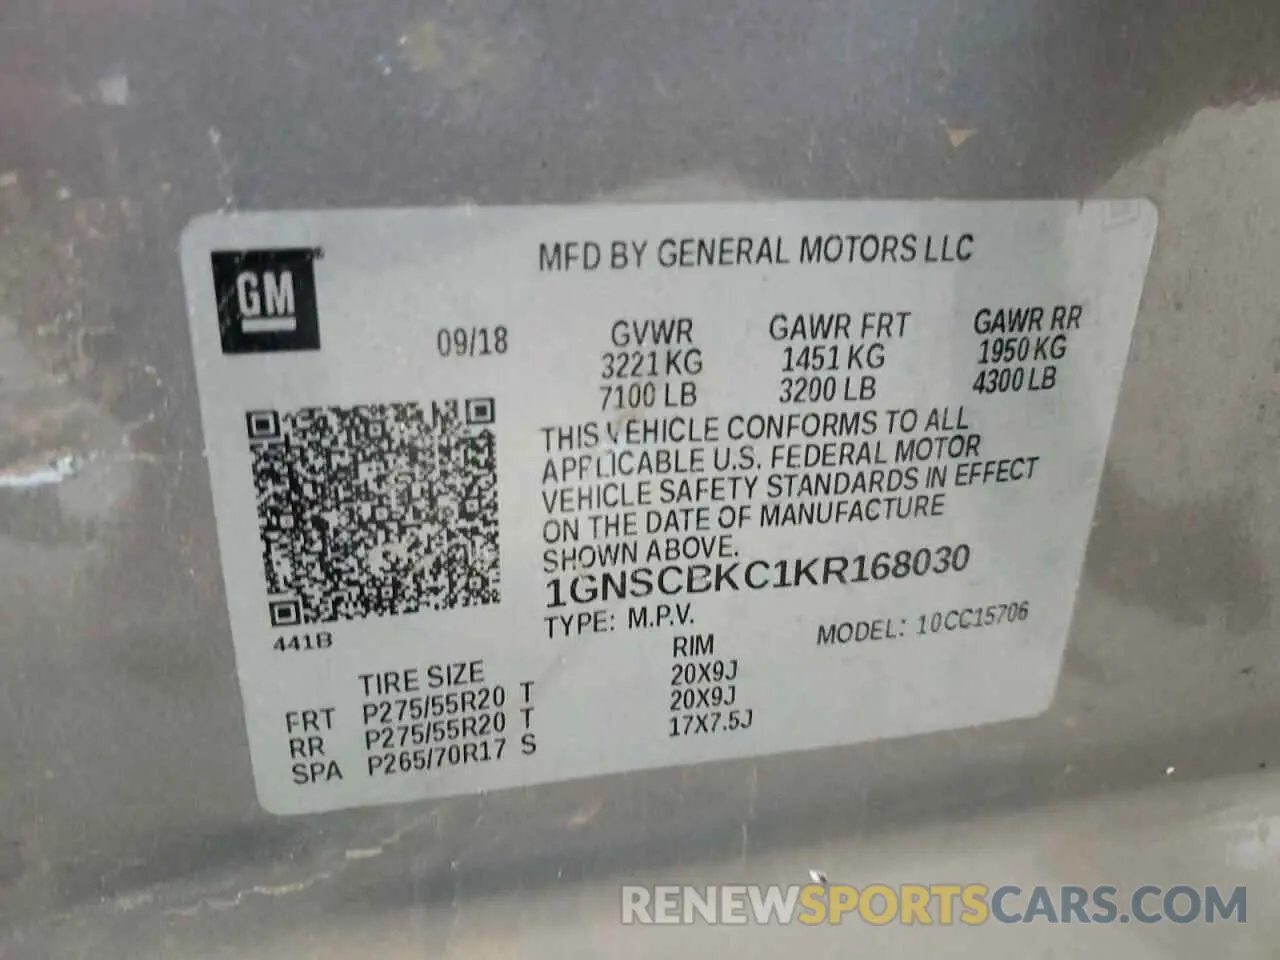 MFD BY GENERAL MOTORS LLC
GM
09/18
GVWR GAWR FRT GAWR RR
3221 KG 1451 KG 1950 KG
7100 LB 3200 LB 4300 LB
THIS VEHICLE CONFORMS TO ALL
APPLICABLE U.S. FEDERAL MOTOR
VEHICLE SAFETY STANDARDS IN EFFECT
ON THE DATE OF MANUFACTURE
SHOWN ABOVE.
1GNSCBKC1KR168030
TYPE: M.P.V. MODEL: 10CC15706
441B
TIRE SIZE RIM
FRT P275/55R20 T 20X9J
RR P275/55R20 T 20X9J
SPA P265/70R17 S 17X7.5J
RENEWSPORTSCARS.COM